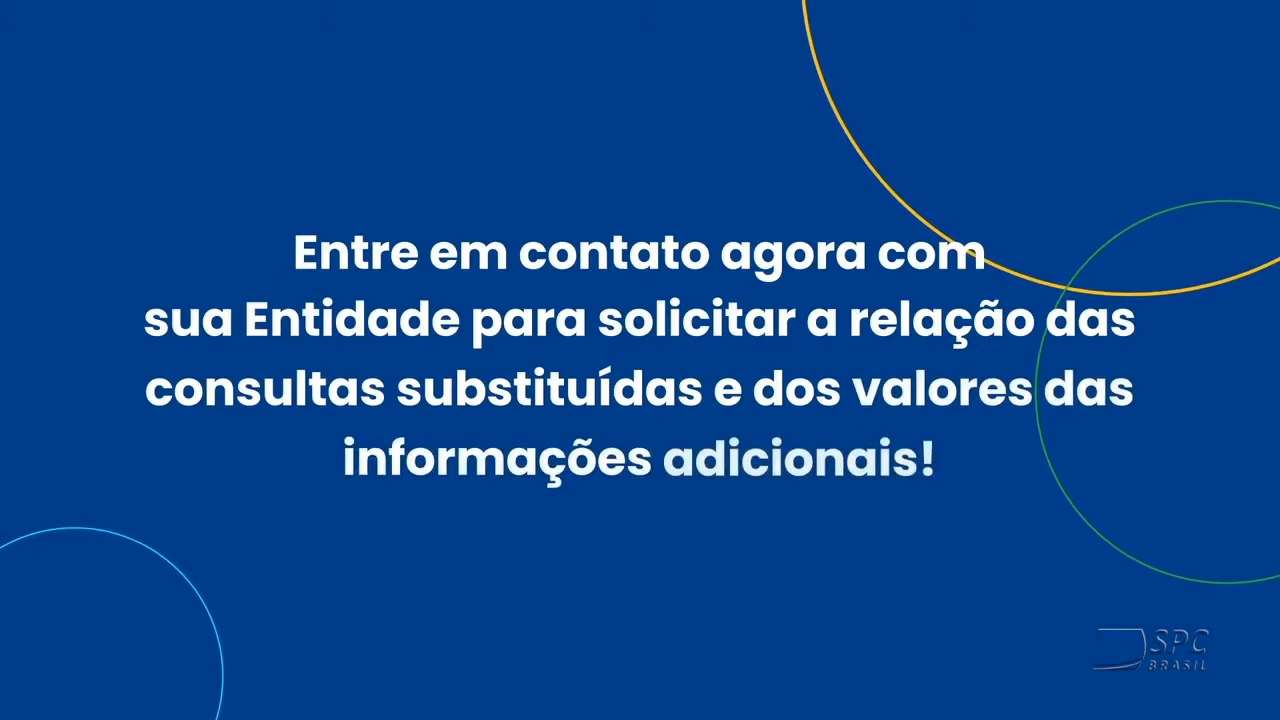 Entre em contato agora com
sua Entidade para solicitar a relação das
consultas substituídas e dos valores das
informações adicionais!
SPC
BRASIL